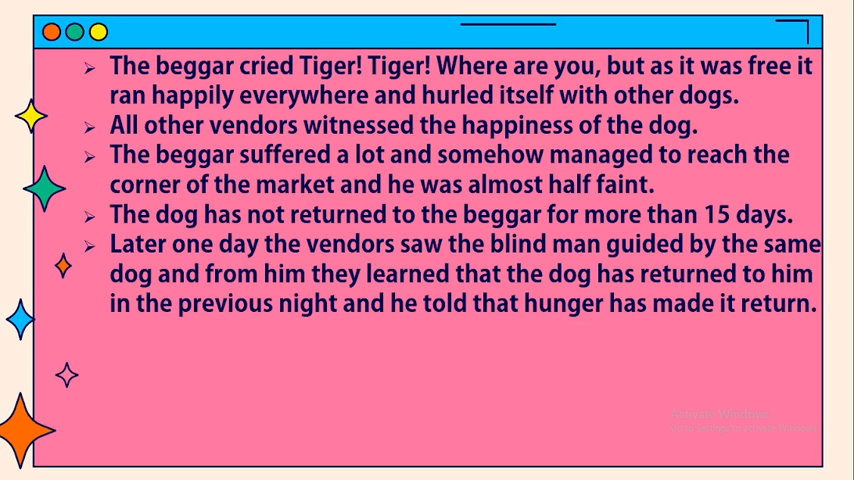 The beggar cried Tiger! Tiger! Where are you, but as it was free it
ran happily everywhere and hurled itself with other dogs.
All other vendors witnessed the happiness of the dog.
The beggar suffered a lot and somehow managed to reach the
corner of the market and he was almost half faint.
The dog has not returned to the beggar for more than 15 days.
Later one day the vendors saw the blind man guided by the same
dog and from him they learned that the dog has returned to him
in the previous night and he told that hunger has made it return.
Activate Windows